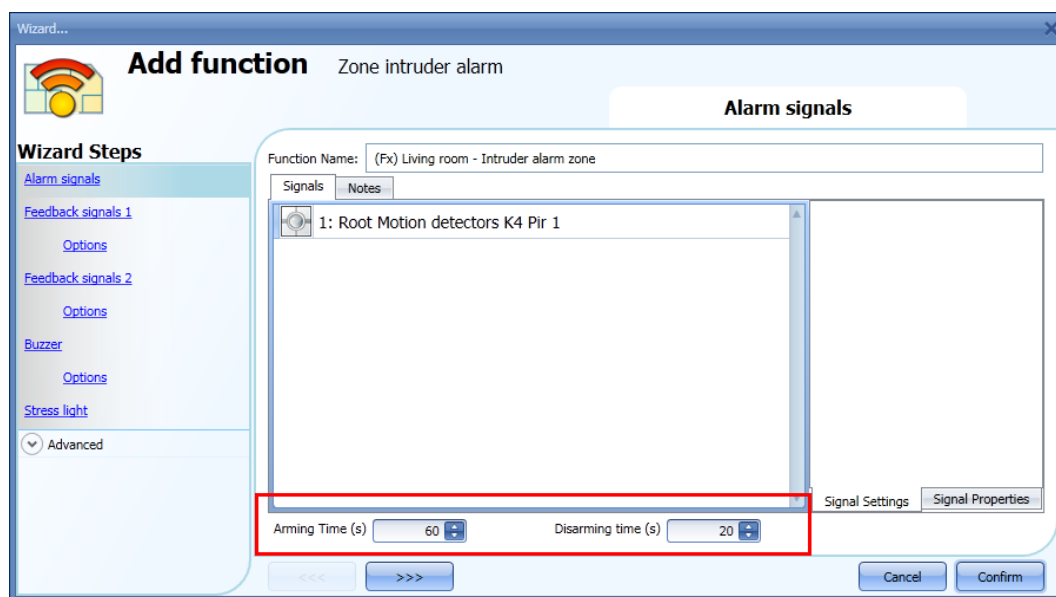 Wizard...
Add function Zone intruder alarm
Alarm signals
Wizard Steps
Alarm signals
Feedback signals 1
Options
Feedback signals 2
Options
Buzzer
Options
Stress light
Advanced
Function Name: (Fx) Living room - Intruder alarm zone
Signals Notes
1: Root Motion detectors K4 Pir 1
Signal Settings Signal Properties
Arming Time (s) 60 Disarming time (s) 20
<<< >>> Cancel Confirm